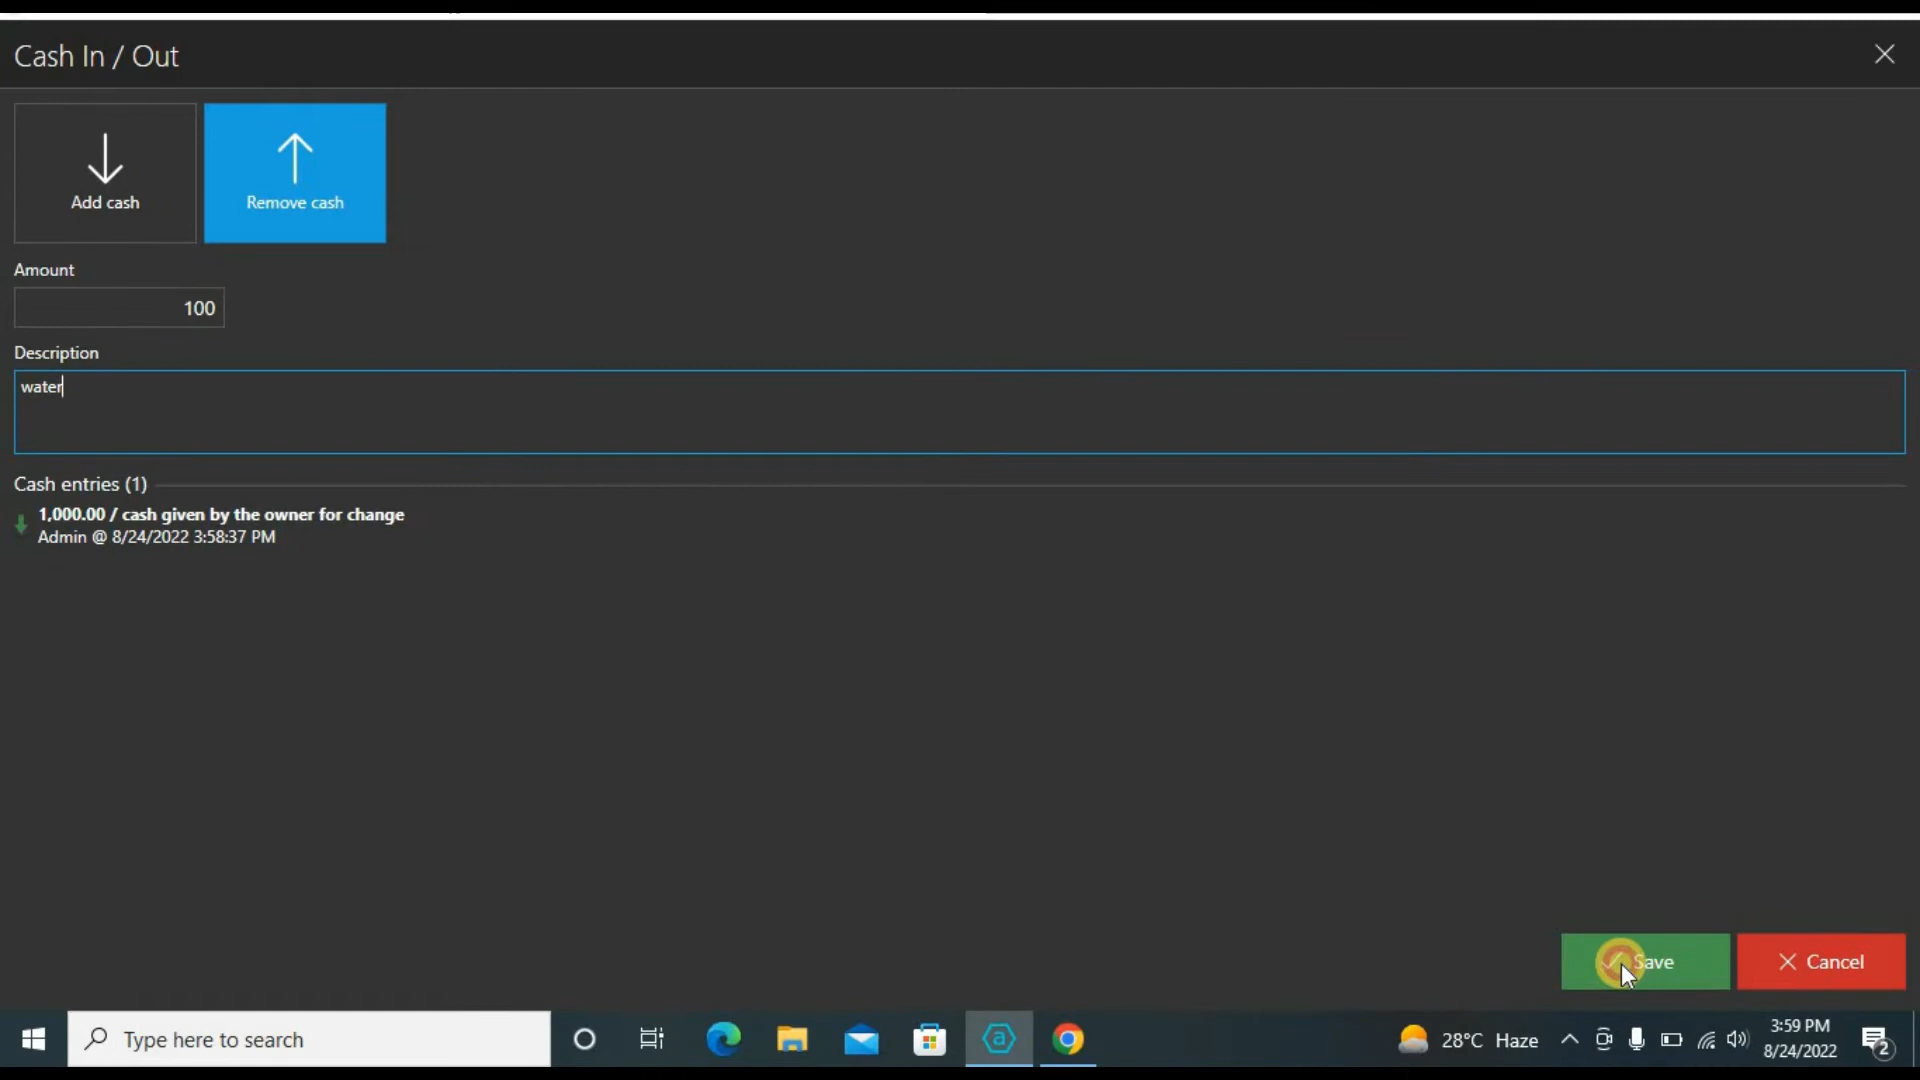 Cash In / Out
Add cash
Remove cash
Amount
100
Description
water
Cash entries (1)
1,000.00 / cash given by the owner for change
Admin @ 8/24/2022 3:58:37 PM
Save
Cancel
Type here to search
28°C Haze
3:59 PM
8/24/2022
2